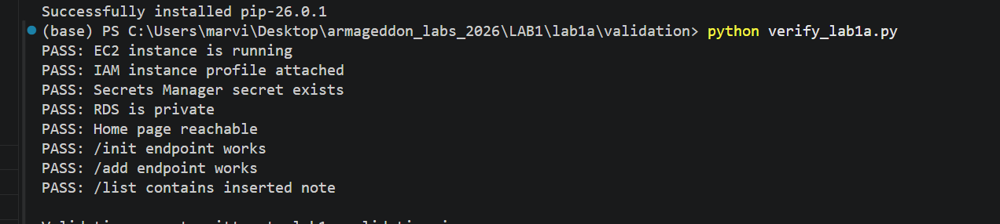 Successfully installed pip-26.0.1
(base) PS C:\Users\marvi\Desktop\armageddon_labs_2026\LAB1\lab1a\validation> python verify_lab1a.py
PASS: EC2 instance is running
PASS: IAM instance profile attached
PASS: Secrets Manager secret exists
PASS: RDS is private
PASS: Home page reachable
PASS: /init endpoint works
PASS: /add endpoint works
PASS: /list contains inserted note